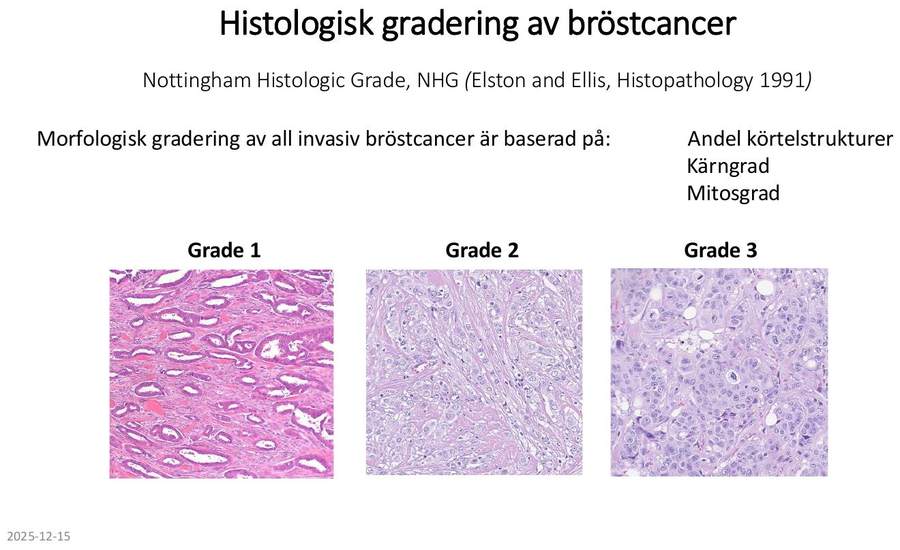 Histologisk gradering av bröstcancer
Nottingham Histologic Grade, NHG (Elston and Ellis, Histopathology 1991)
Morfologisk gradering av all invasiv bröstcancer är baserad på:
Andel körtelstrukturer
Kärngrad
Mitosgrad
Grade 1
Grade 2
Grade 3
2025-12-15